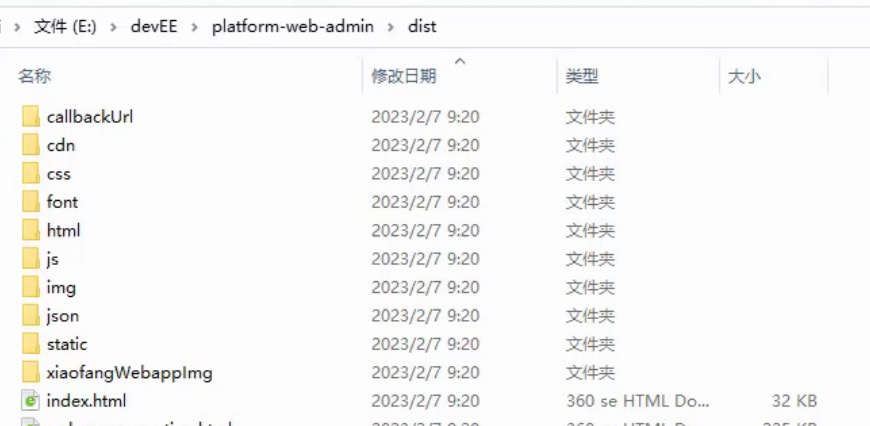 文件 (E:) › devEE › platform-web-admin › dist
名称 修改日期 类型 大小
callbackUrl 2023/2/7 9:20 文件夹
cdn 2023/2/7 9:20 文件夹
css 2023/2/7 9:20 文件夹
font 2023/2/7 9:20 文件夹
html 2023/2/7 9:20 文件夹
js 2023/2/7 9:20 文件夹
img 2023/2/7 9:20 文件夹
json 2023/2/7 9:20 文件夹
static 2023/2/7 9:20 文件夹
xiaofangWebappImg 2023/2/7 9:20 文件夹
index.html 2023/2/7 9:20 360 se HTML Do... 32 KB